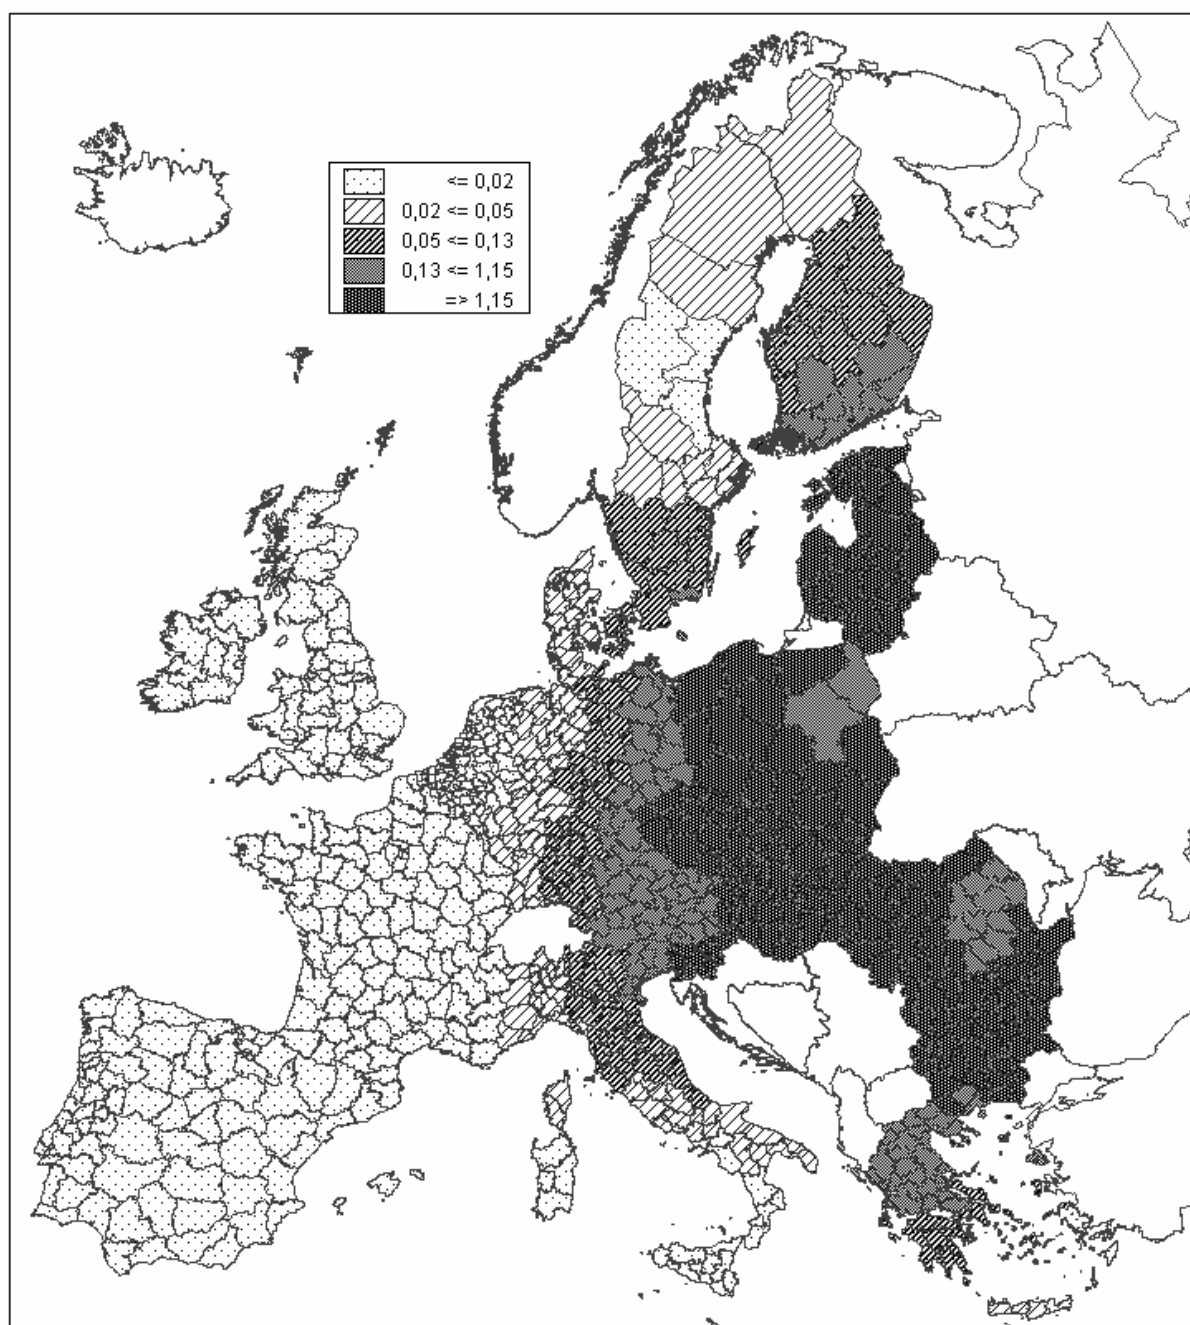 <= 0,02
0,02 <= 0,05
0,05 <= 0,13
0,13 <= 1,15
=> 1,15